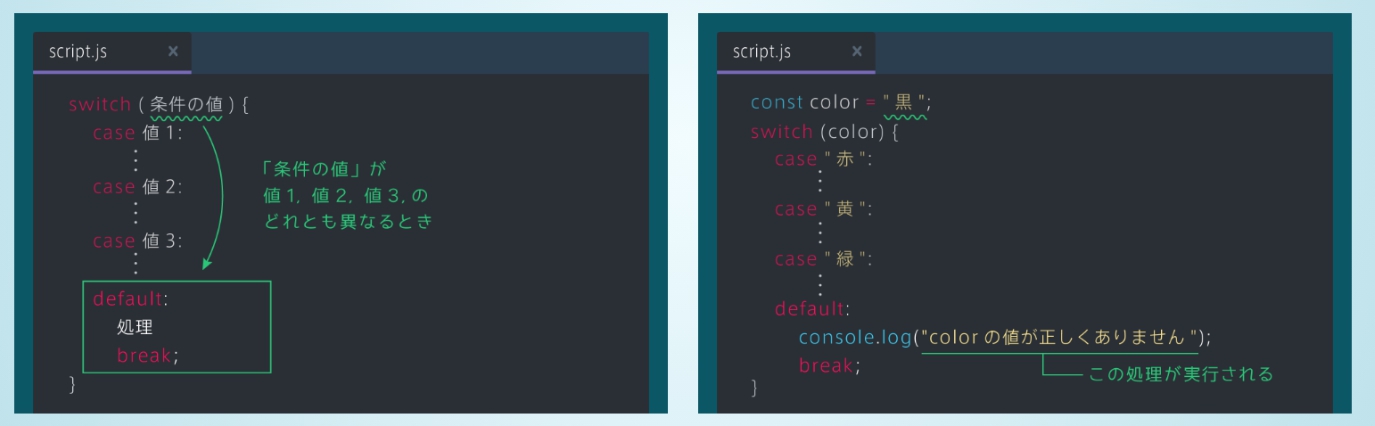 script.js ×
switch ( 条件の値 ) {
case 値 1:
⋮
case 値 2:
⋮
case 値 3:
⋮
default:
処理
break;
}
「条件の値」が
値 1, 値 2, 値 3, の
どれとも異なるとき
script.js ×
const color = " 黒 ";
switch (color) {
case " 赤 ":
⋮
case " 黄 ":
⋮
case " 緑 ":
⋮
default:
console.log("color の値が正しくありません ");
break;
この処理が実行される
}